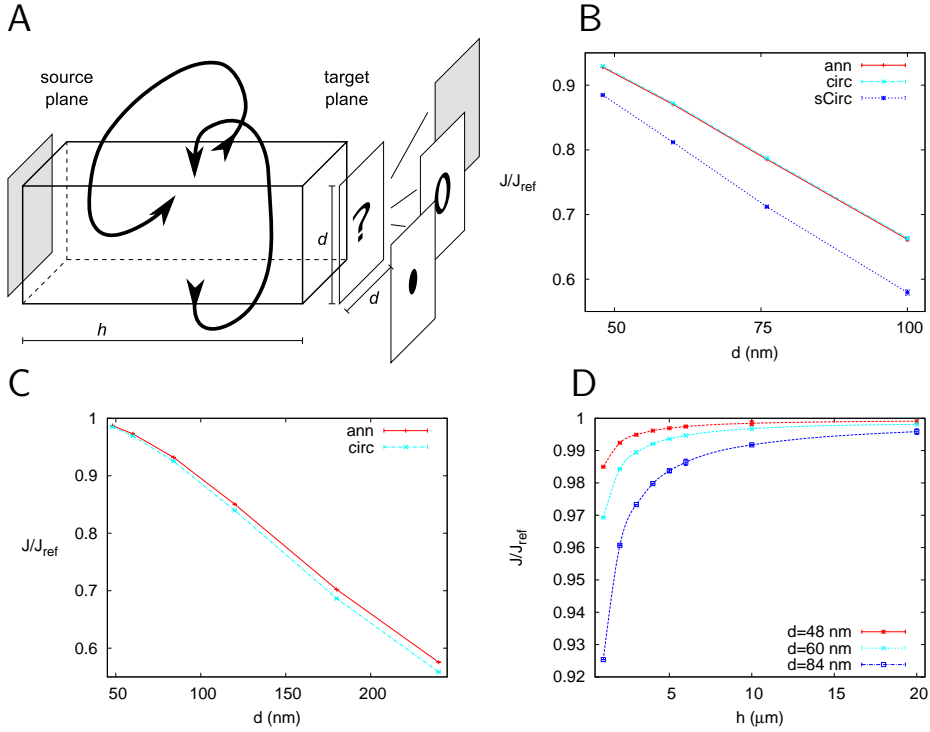 A
source plane
target plane
?
d
d
h
B
0.9
0.8
0.7
0.6
J/J_ref
50
75
100
d (nm)
ann
circ
sCirc
C
1
0.9
0.8
0.7
0.6
J/J_ref
50
100
150
200
d (nm)
ann
circ
D
1
0.99
0.98
0.97
0.96
0.95
0.94
0.93
0.92
J/J_ref
5
10
15
20
h (μm)
d=48 nm
d=60 nm
d=84 nm